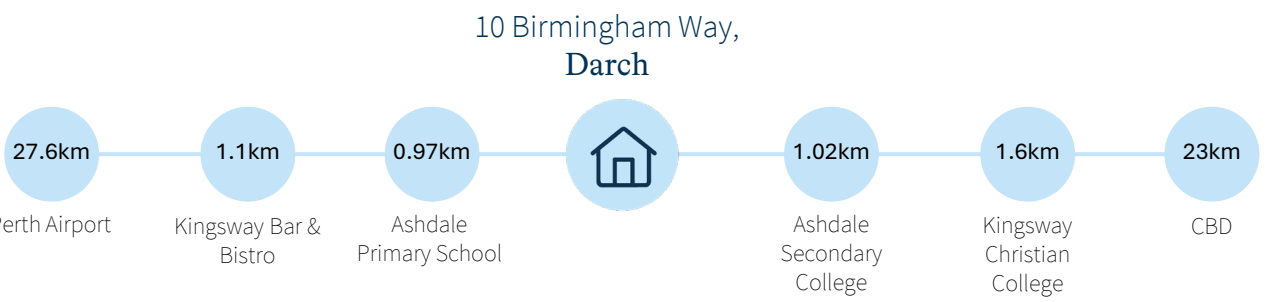 10 Birmingham Way,
Darch
27.6km
1.1km
0.97km
1.02km
1.6km
23km
Perth Airport
Kingsway Bar &
Bistro
Ashdale
Primary School
Ashdale
Secondary
College
Kingsway
Christian
College
CBD